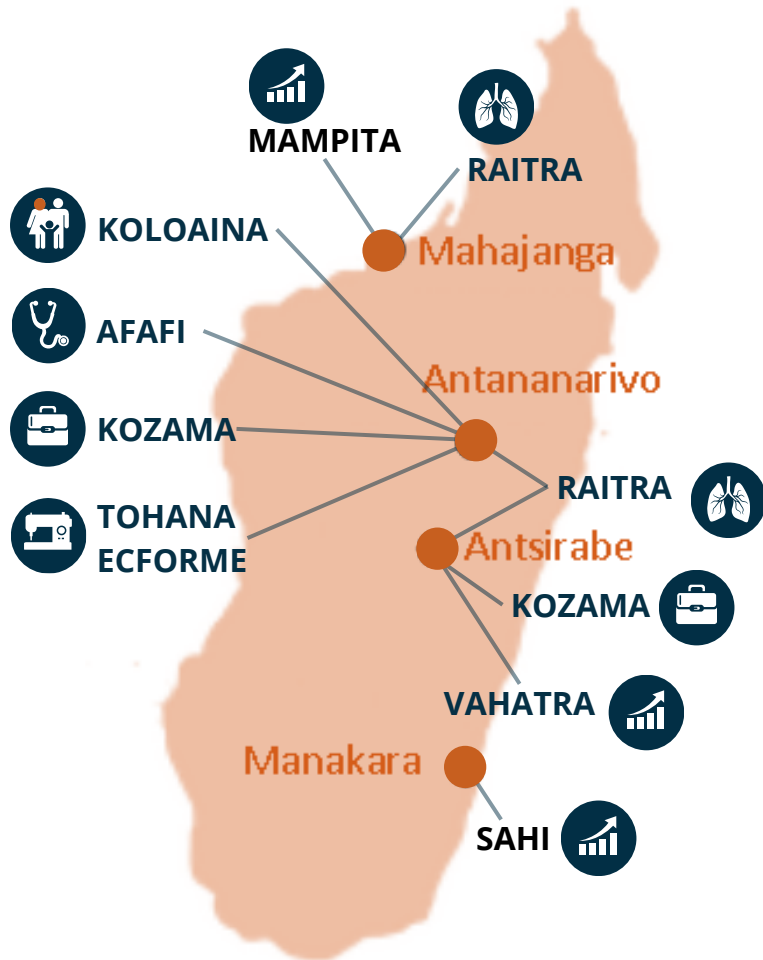 MAMPITA
RAITRA
KOLOAINA
Mahajanga
AFAFI
Antananarivo
KOZAMA
RAITRA
TOHANA
ECFORME
Antsirabe
KOZAMA
VAHATRA
Manakara
SAHI